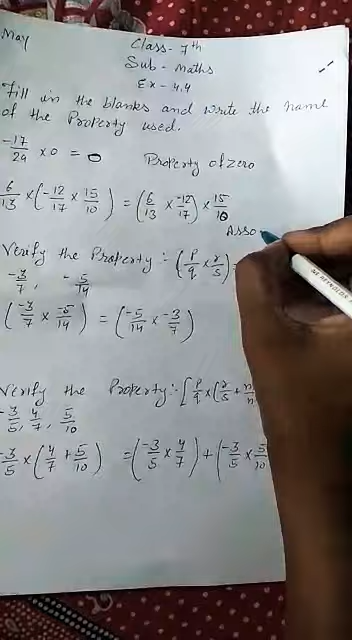 May
Class - 7th
Sub - Maths
Ex - 4.4
Fill in the blanks and write the name
of the Property used.
-17/24 × 0 = 0 Property of zero
6/13 × (-12/17 × 15/10) = (6/13 × -12/17) × 15/10
Asso
Verify the Property :- (p/q × r/s) =
-3/7, -5/14
(-3/7 × -5/14) = (-5/14 × -3/7)
Verify the Property:- [p/q × (r/s +
-3/5, 4/7, 5/10
-3/5 × (4/7 + 5/10) = (-3/5 × 4/7) + (-3/5 × 5/10